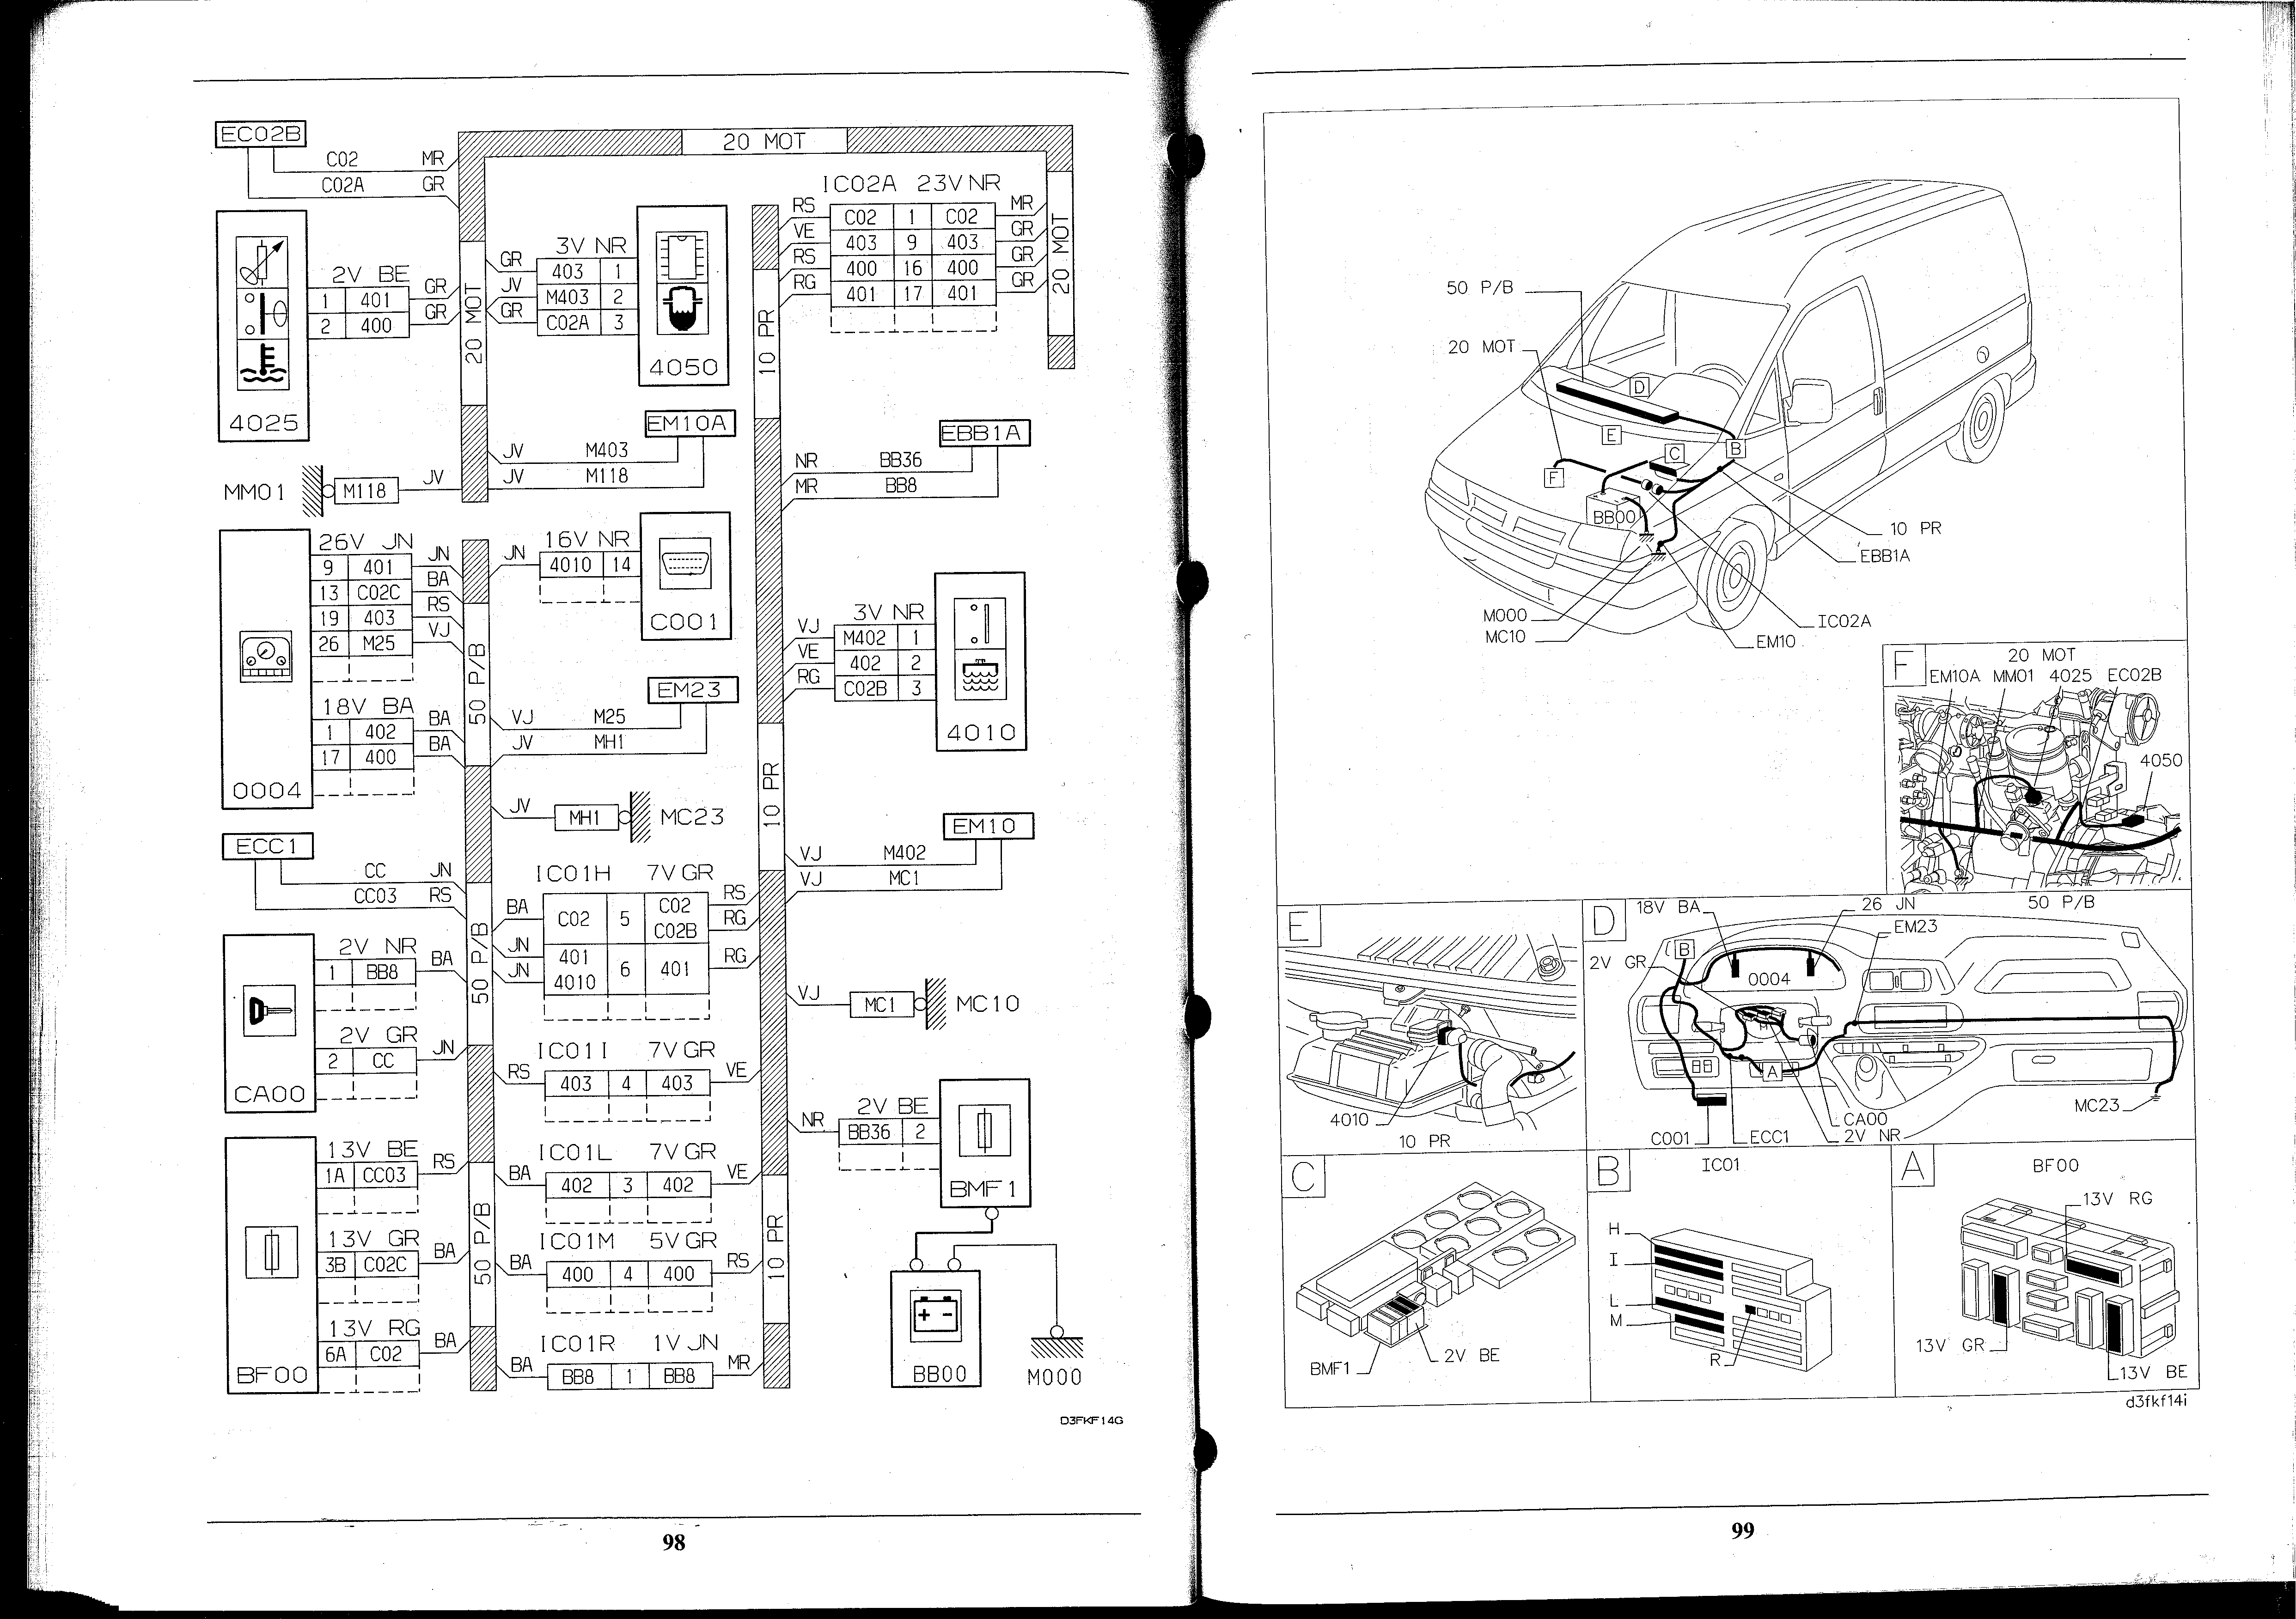 EC02B
C02 MR
C02A GR
20 MOT
4025
2V BE
1 401 GR
2 400 GR
20 MOT
3V NR
GR 403 1
JV M403 2
GR C02A 3
4050
10 PR
IC02A 23V NR
RS C02 1 C02 MR
VE 403 9 403 GR
RS 400 16 400 GR
RG 401 17 401 GR
20 MOT
EM10A
JV M403
JV M118
MM01 M118 JV
EBB1A
NR BB36
MR BB8
0004
26V JN
9 401 JN
13 C02C BA
19 403 RS
26 M25 VJ
18V BA
1 402 BA
17 400 BA
50 P/B
16V NR
JN 4010 14
C001
EM23
VJ M25
JV MH1
JV MH1 MC23
3V NR
VJ M402 1
VE 402 2
RG C02B 3
4010
10 PR
EM10
VJ M402
VJ MC1
VJ MC1 MC10
ECC1
CC JN
CC03 RS
CA00
2V NR
1 BB8 BA
2V GR
2 CC JN
50 P/B
IC01H 7V GR
BA C02 5 C02 RS
C02B RG
JN 401 6 401 RG
JN 4010
IC01I 7V GR
RS 403 4 403 VE
IC01L 7V GR
BA 402 3 402 VE
IC01M 5V GR
BA 400 4 400 RS
IC01R 1V JN
BA BB8 1 BB8 MR
BF00
13V BE
1A CC03 RS
13V GR
3B C02C BA
13V RG
6A C02 BA
50 P/B
10 PR
2V BE
NR BB36 2
BMF1
BB00
M000
D3FKF14G
98
50 P/B
20 MOT
D
E
B
C
F
BB00
10 PR
EBB1A
M000
MC10
IC02A
EM10
F
20 MOT
EM10A MM01 4025 EC02B
4050
E
4010
10 PR
D
18V BA
26 JN
50 P/B
EM23
B
2V GR
0004
A
MC23
CA00
C001
ECC1
2V NR
C
BMF1
2V BE
B
IC01
H
I
L
M
R
A
BF00
13V RG
13V GR
13V BE
d3fkf14i
99